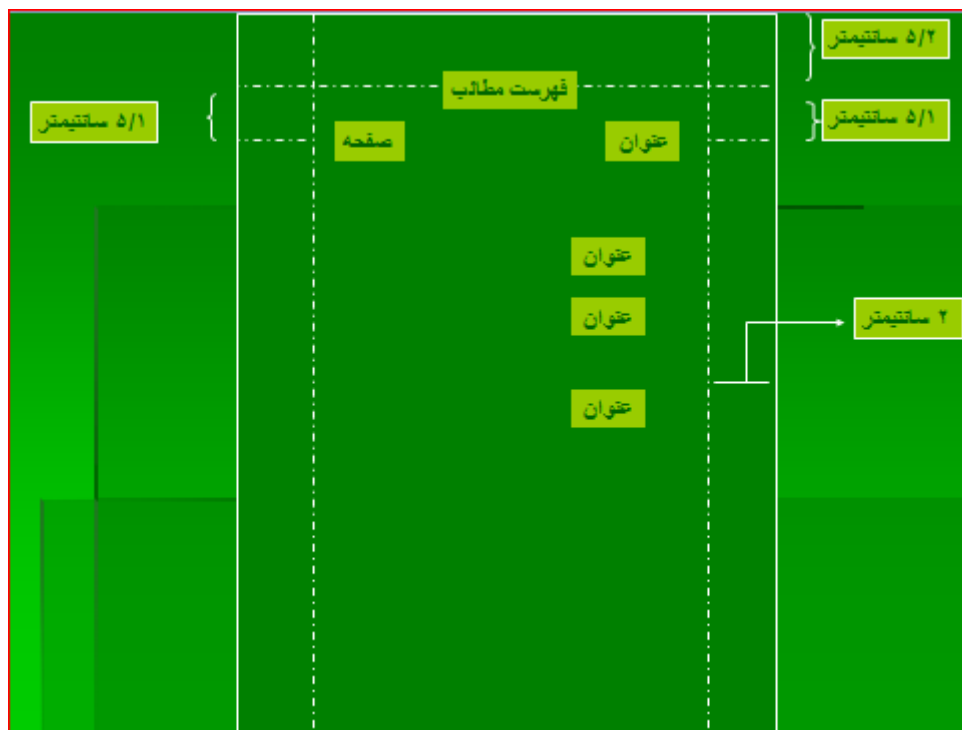 ۵/۲ سانتیمتر
فهرست مطالب
۵/۱ سانتیمتر
۵/۱ سانتیمتر
عنوان
صفحه
عنوان
عنوان
۲ سانتیمتر
عنوان